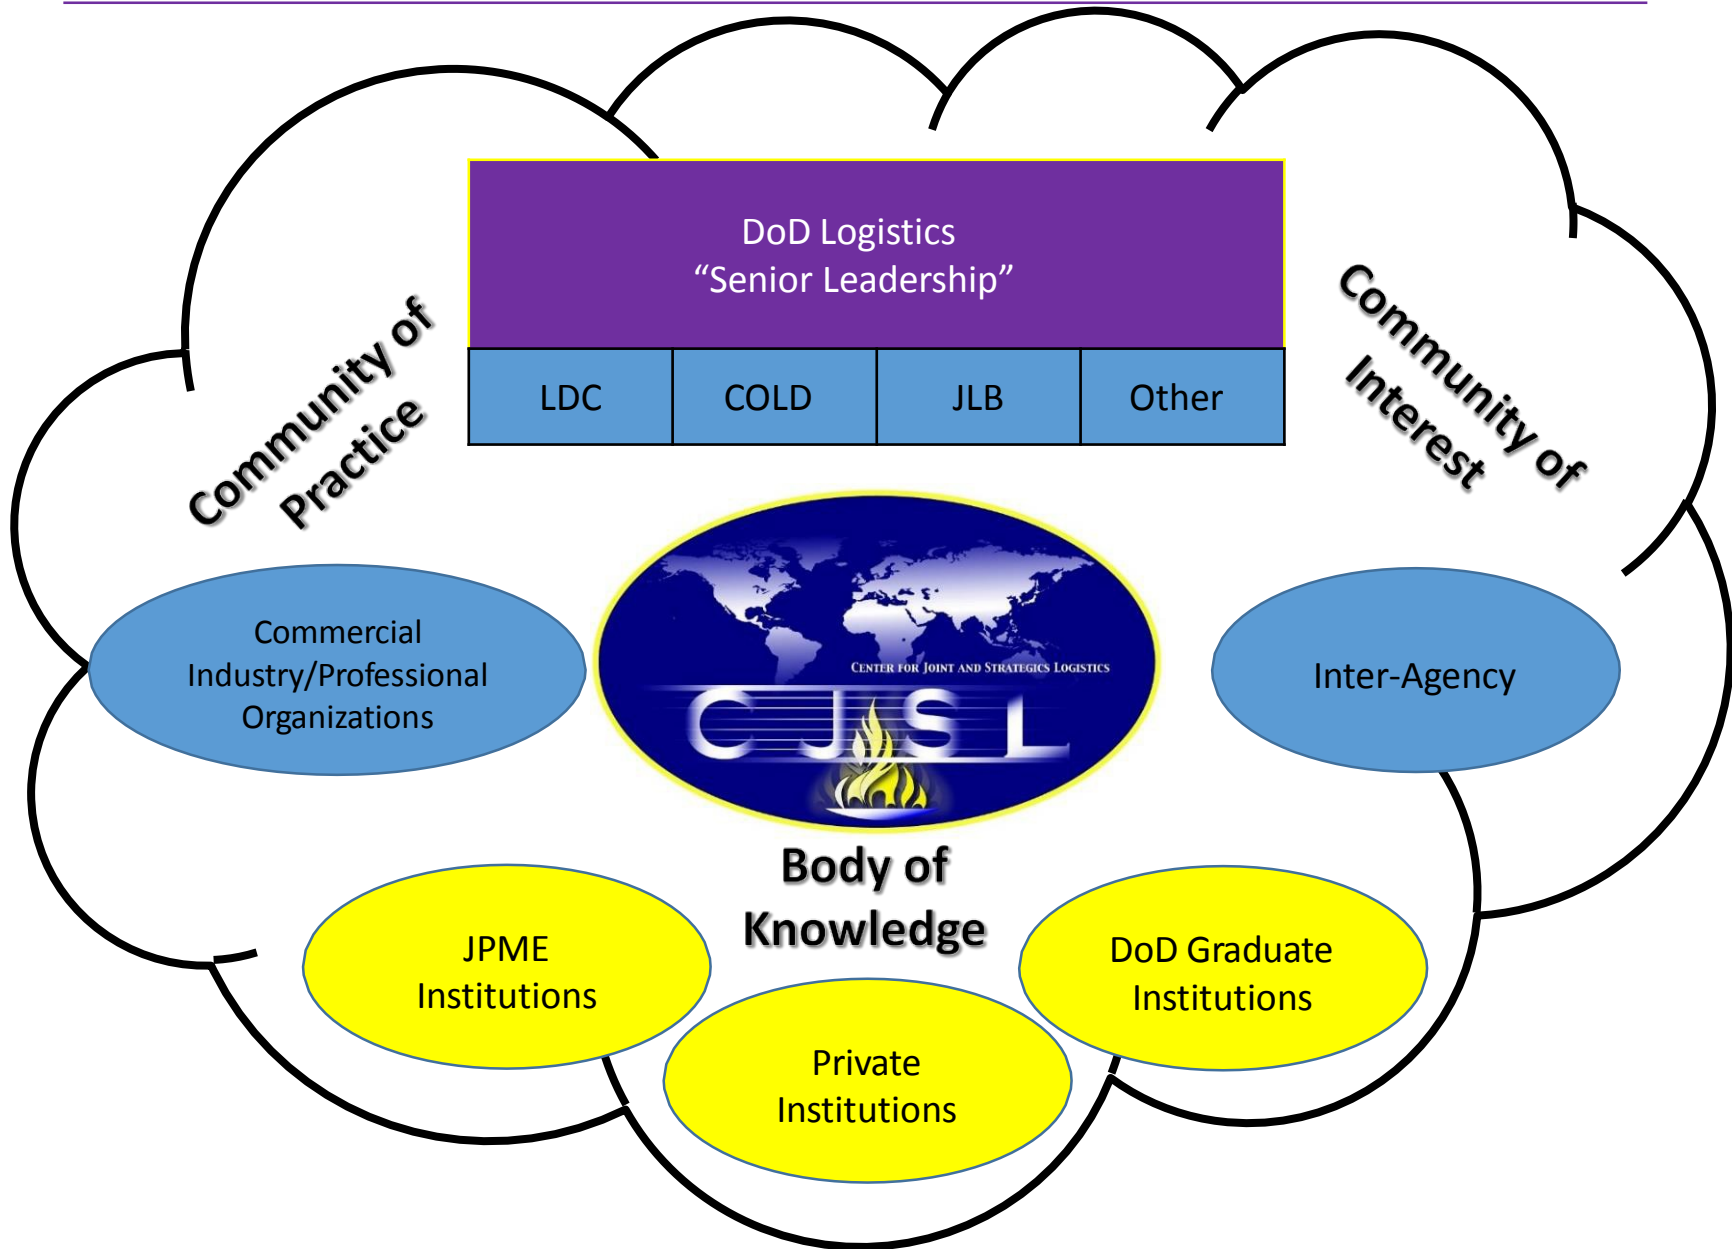 DoD Logistics
“Senior Leadership”
LDC
COLD
JLB
Other
Community of
Practice
Community of
Interest
Commercial
Industry/Professional
Organizations
CENTER FOR JOINT AND STRATEGICS LOGISTICS
CJSL
Inter-Agency
Body of
Knowledge
JPME
Institutions
Private
Institutions
DoD Graduate
Institutions